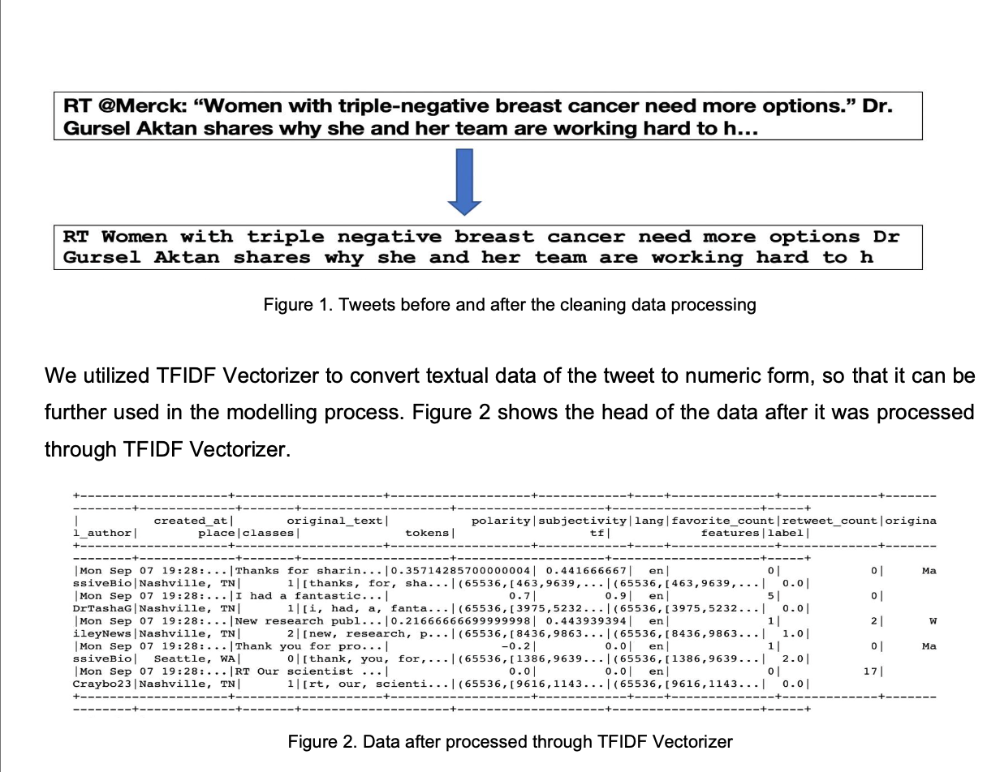 RT @Merck: “Women with triple-negative breast cancer need more options.” Dr.
Gursel Aktan shares why she and her team are working hard to h...
RT Women with triple negative breast cancer need more options Dr
Gursel Aktan shares why she and her team are working hard to h
Figure 1. Tweets before and after the cleaning data processing
We utilized TFIDF Vectorizer to convert textual data of the tweet to numeric form, so that it can be
further used in the modelling process. Figure 2 shows the head of the data after it was processed
through TFIDF Vectorizer.
+--------------------+--------------------+-------------------+------------+----+--------------+-------------+-------
--------+-------------+-------+--------------------+--------------------+--------------------+-----+
|          created_at|       original_text|           polarity|subjectivity|lang|favorite_count|retweet_count|origina
l_author|        place|classes|              tokens|                  tf|            features|label|
+--------------------+--------------------+-------------------+------------+----+--------------+-------------+-------
--------+-------------+-------+--------------------+--------------------+--------------------+-----+
|Mon Sep 07 19:28:...|Thanks for sharin...|0.35714285700000004| 0.441666667|  en|             0|            0|     Ma
ssiveBio|Nashville, TN|      1|[thanks, for, sha...|(65536,[463,9639,...|(65536,[463,9639,...|  0.0|
|Mon Sep 07 19:28:...|I had a fantastic...|                0.7|         0.9|  en|             5|            0|
DrTashaG|Nashville, TN|      1|[i, had, a, fanta...|(65536,[3975,5232...|(65536,[3975,5232...|  0.0|
|Mon Sep 07 19:28:...|New research publ...|0.21666666699999998| 0.443939394|  en|             1|            2|      W
ileyNews|Nashville, TN|      2|[new, research, p...|(65536,[8436,9863...|(65536,[8436,9863...|  1.0|
|Mon Sep 07 19:28:...|Thank you for pro...|               -0.2|         0.0|  en|             1|            0|     Ma
ssiveBio|  Seattle, WA|      0|[thank, you, for,...|(65536,[1386,9639...|(65536,[1386,9639...|  2.0|
|Mon Sep 07 19:28:...|RT Our scientist ...|                0.0|         0.0|  en|             0|           17|
Craybo23|Nashville, TN|      1|[rt, our, scienti...|(65536,[9616,1143...|(65536,[9616,1143...|  0.0|
+--------------------+--------------------+-------------------+------------+----+--------------+-------------+-------
--------+-------------+-------+--------------------+--------------------+--------------------+-----+
Figure 2. Data after processed through TFIDF Vectorizer